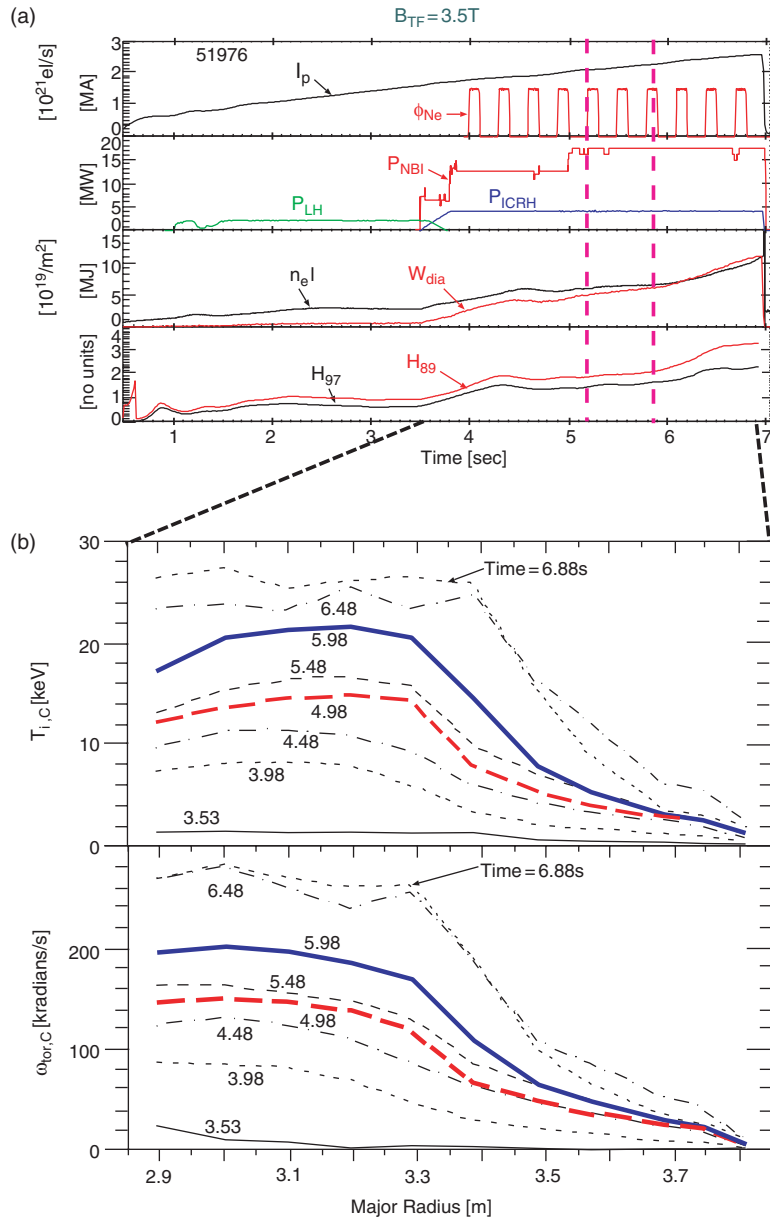 (a)
B_TF = 3.5T
[10^21 el/s]
[MA]
3
2
1
0
51976
I_p
ϕ_Ne
[MW]
20
15
10
5
0
P_NBI
P_LH
P_ICRH
[10^19/m^2]
[MJ]
15
10
5
0
n_e l
W_dia
[no units]
4
3
2
1
0
H_97
H_89
1 2 3 4 5 6 7
Time [sec]
(b)
T_i,C [keV]
30
20
10
0
Time = 6.88s
6.48
5.98
5.48
4.98
4.48
3.98
3.53
ω_tor,C [kradians/s]
200
100
0
Time = 6.88s
6.48
5.98
5.48
4.98
4.48
3.98
3.53
2.9 3.1 3.3 3.5 3.7
Major Radius [m]